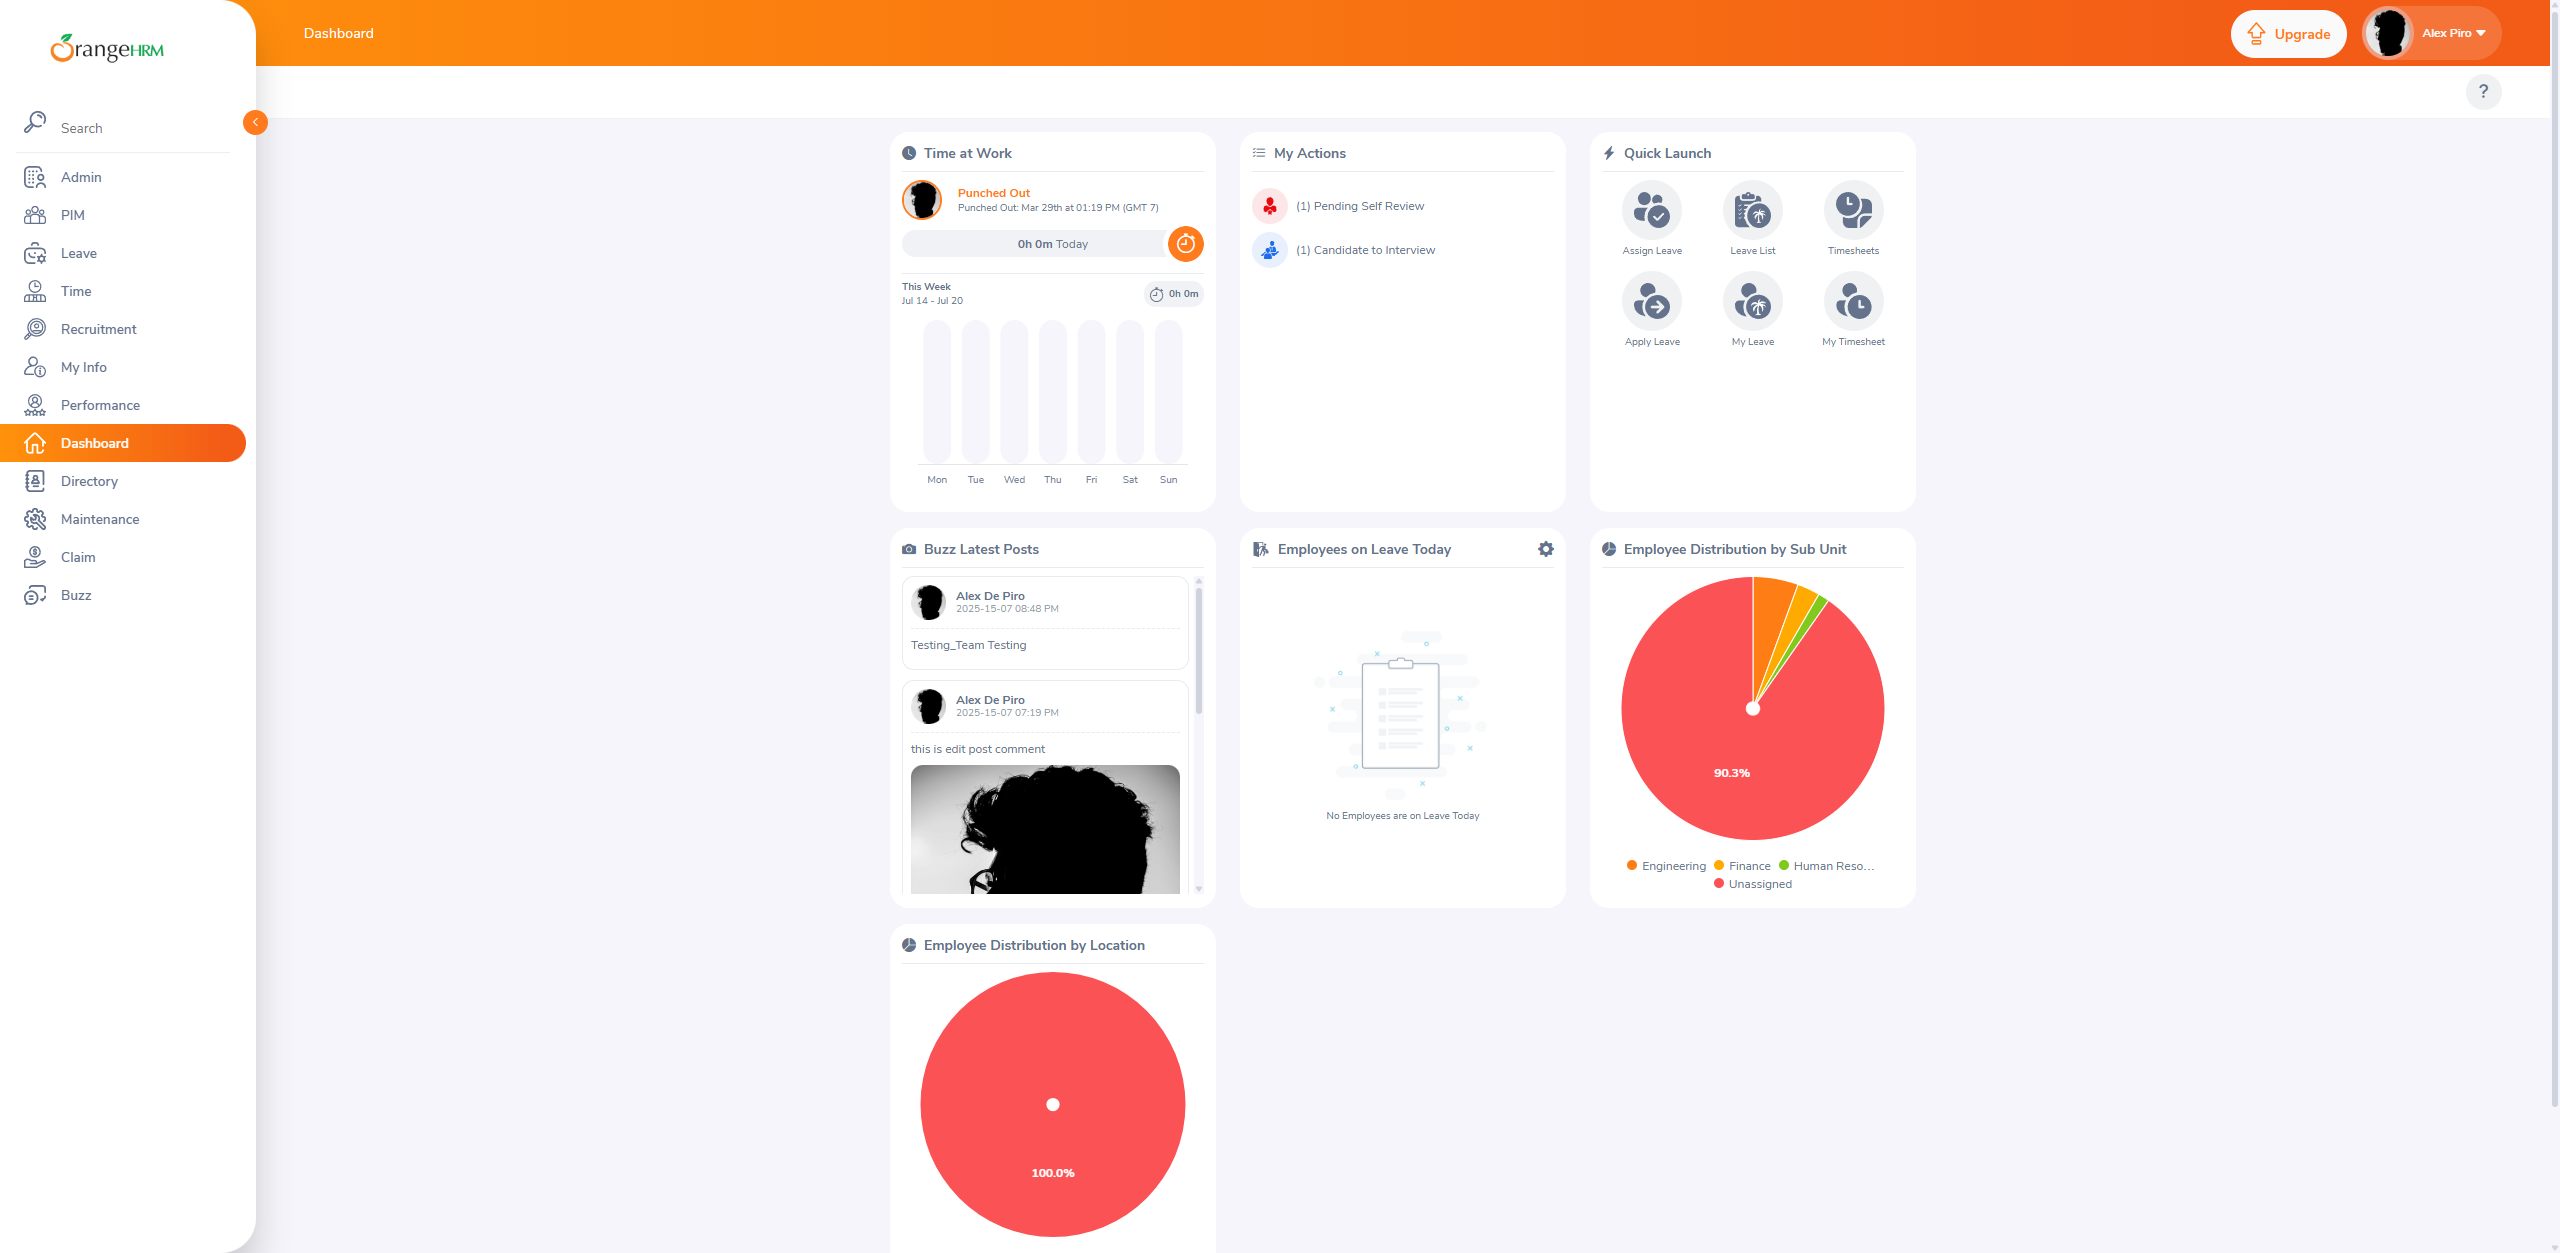 OrangeHRM
Dashboard
Upgrade
Alex Piro
?
Search
Admin
PIM
Leave
Time
Recruitment
My Info
Performance
Dashboard
Directory
Maintenance
Claim
Buzz
Time at Work
Punched Out
Punched Out: Mar 29th at 01:19 PM (GMT 7)
0h 0m Today
This Week
Jul 14 - Jul 20
0h 0m
Mon Tue Wed Thu Fri Sat Sun
My Actions
(1) Pending Self Review
(1) Candidate to Interview
Quick Launch
Assign Leave Leave List Timesheets
Apply Leave My Leave My Timesheet
Buzz Latest Posts
Alex De Piro
2025-15-07 08:48 PM
Testing_Team Testing
Alex De Piro
2025-15-07 07:19 PM
this is edit post comment
Employees on Leave Today
No Employees are on Leave Today
Employee Distribution by Sub Unit
90.3%
Engineering Finance Human Reso...
Unassigned
Employee Distribution by Location
100.0%